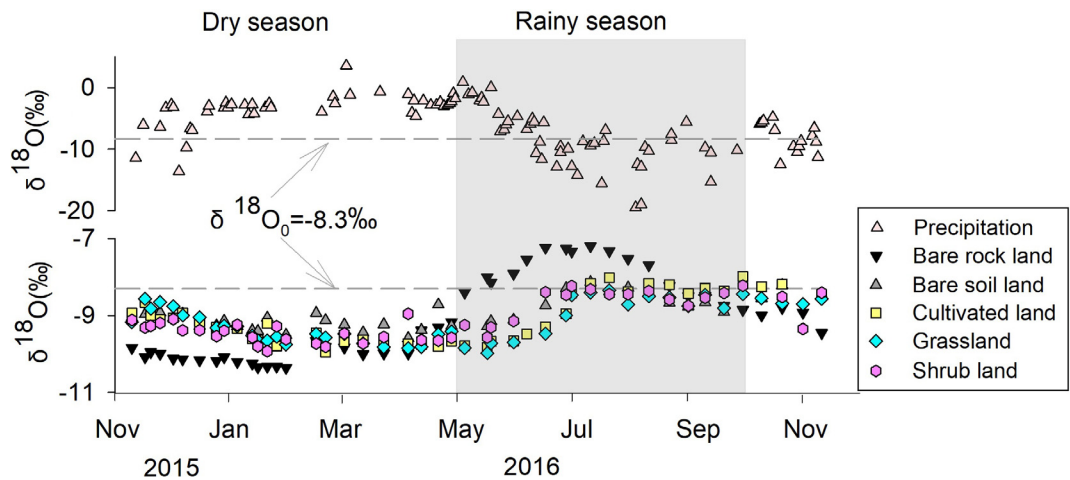 Dry season Rainy season
0
-10
-20
δ 18O(‰)
δ 18O0=-8.3‰
-7
-9
-11
δ 18O(‰)
Nov Jan Mar May Jul Sep Nov
2015 2016
Precipitation
Bare rock land
Bare soil land
Cultivated land
Grassland
Shrub land